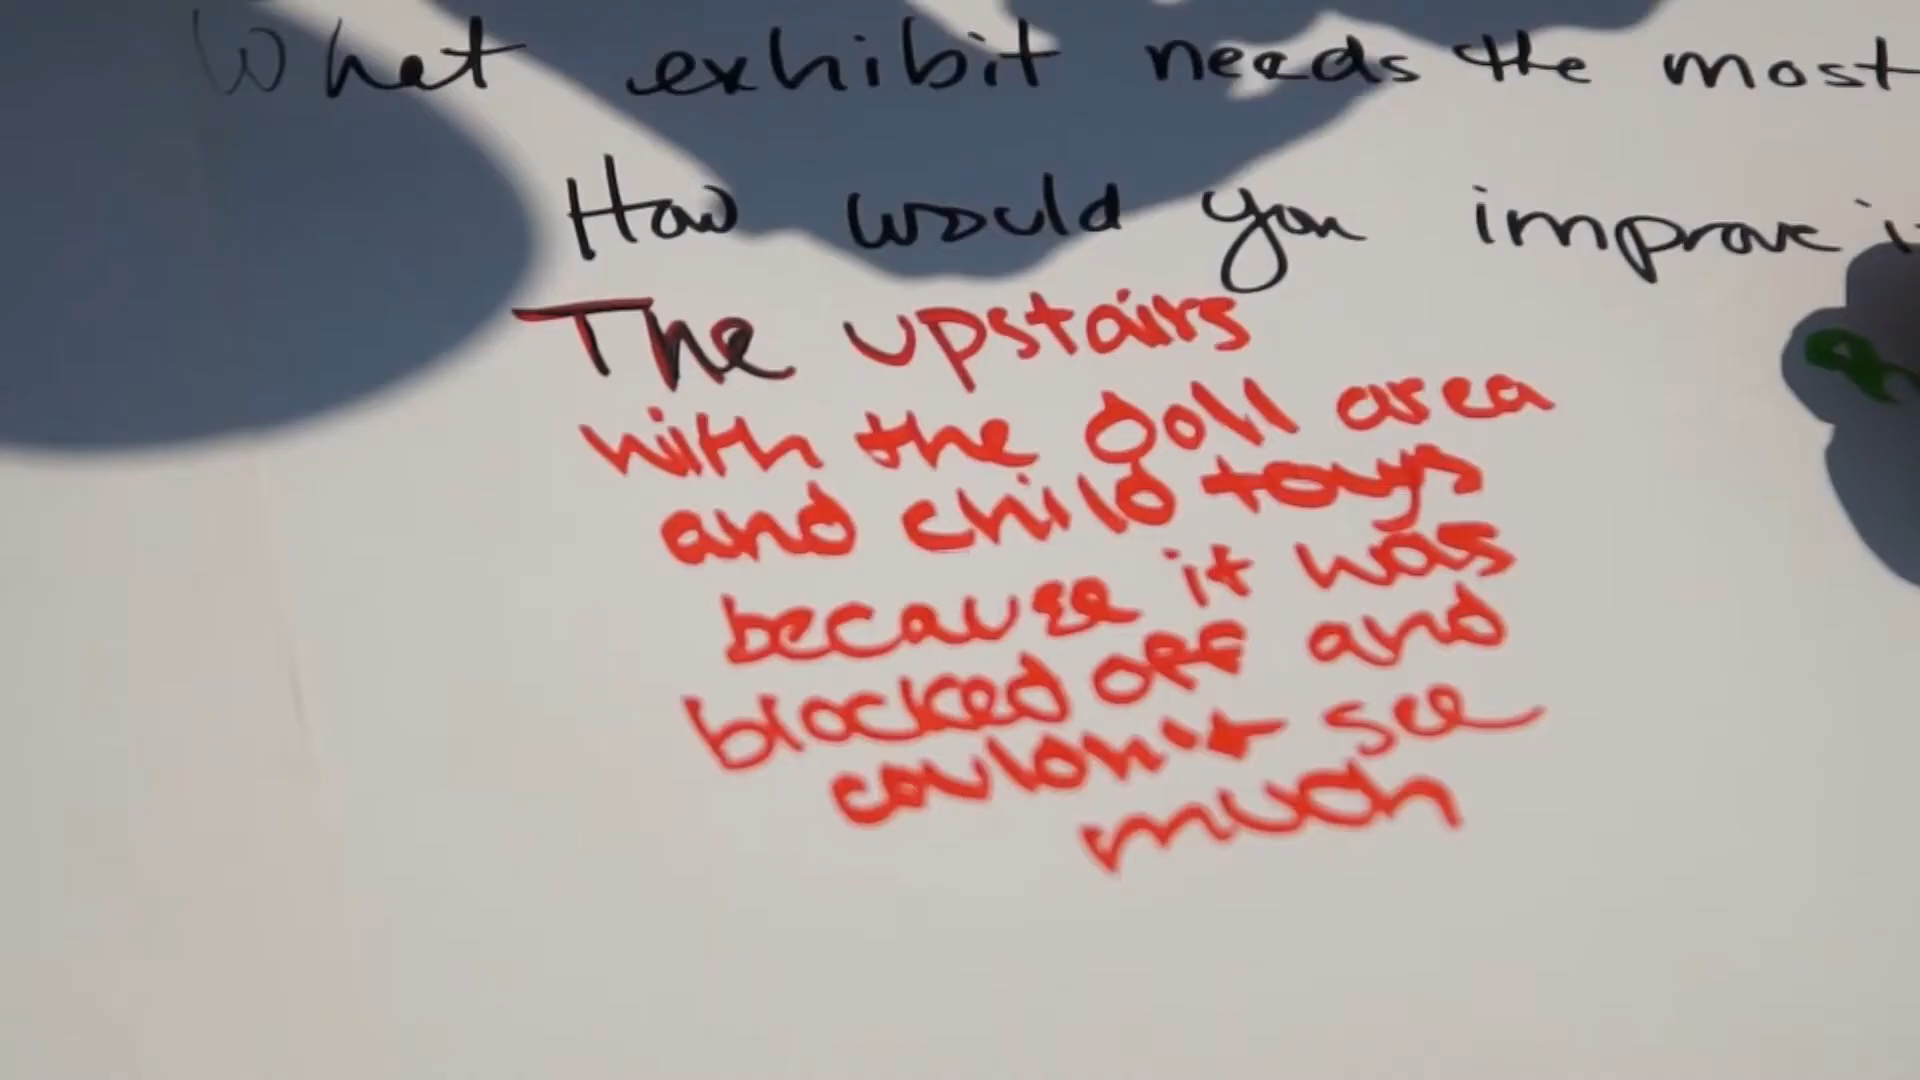 What exhibit needs the most
How would you improve i
The upstairs
with the doll area
and child toys
because it was
blocked off and
couldn't see
much